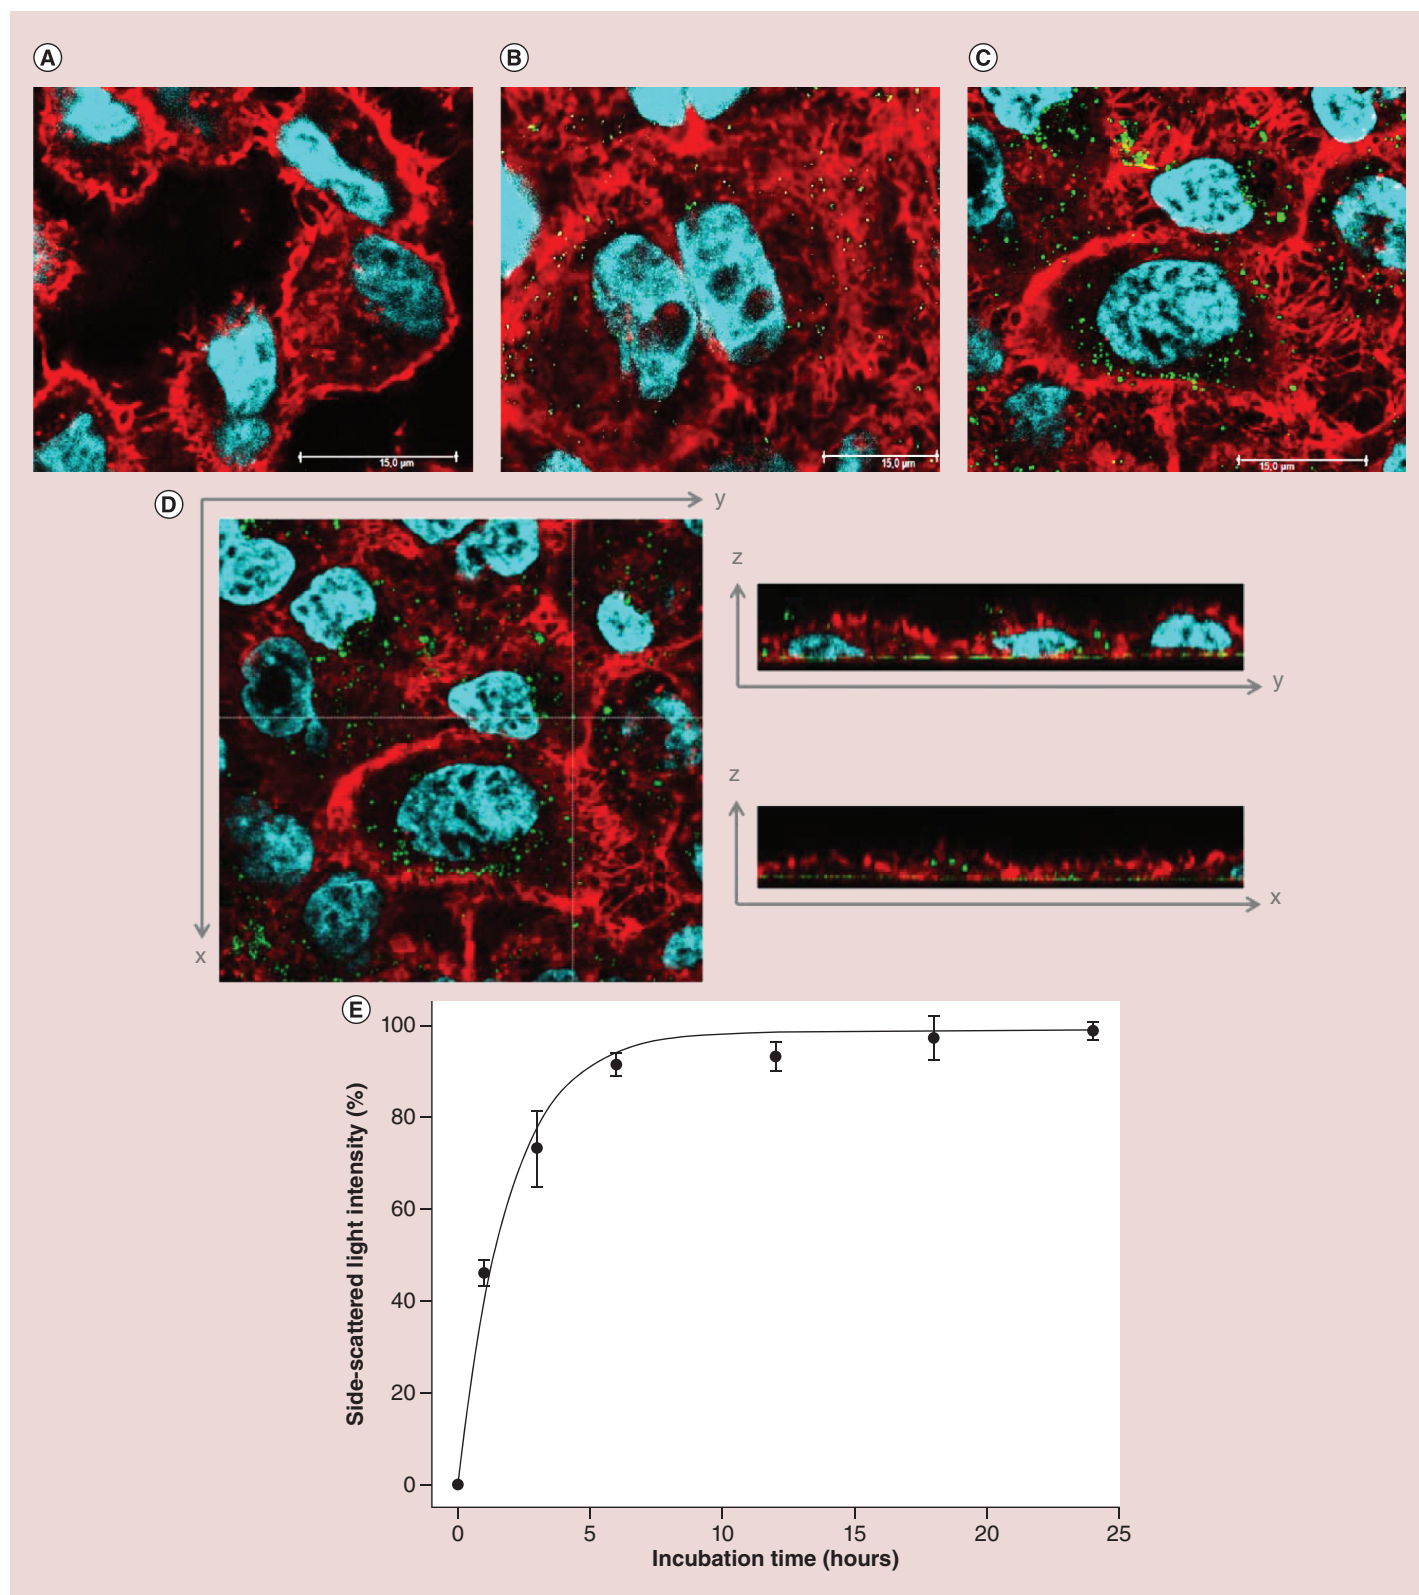 A
B
C
15,0 µm
15,0 µm
15,0 µm
D
y
x
z
y
z
x
E
Side-scattered light intensity (%)
100
80
60
40
20
0
0 5 10 15 20 25
Incubation time (hours)